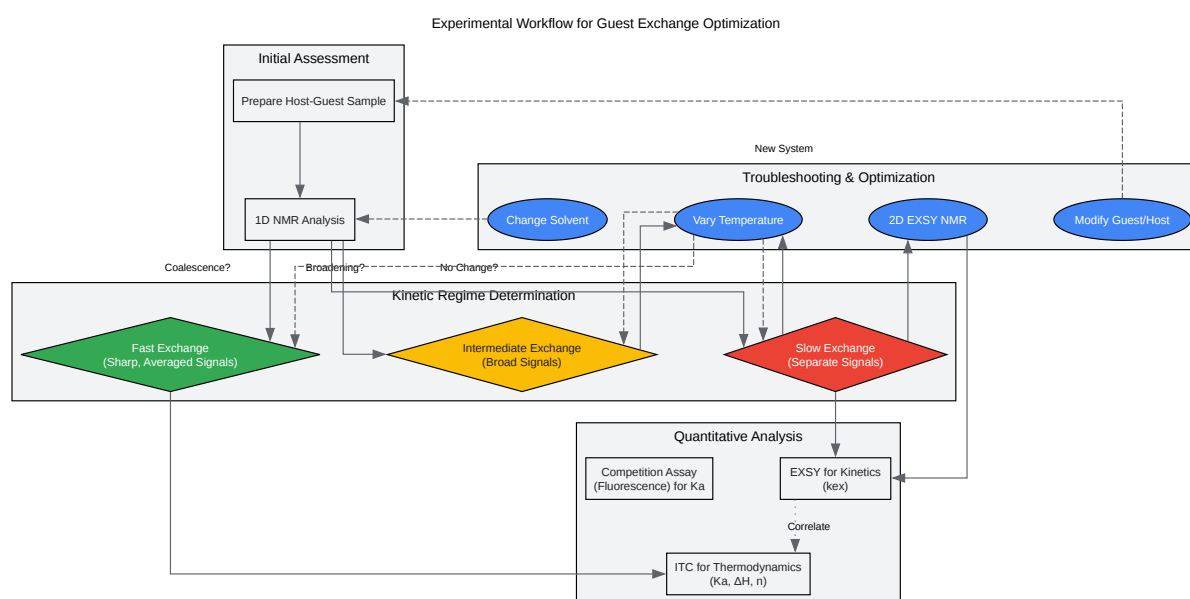 Experimental Workflow for Guest Exchange Optimization
Initial Assessment
Prepare Host-Guest Sample
1D NMR Analysis
New System
Troubleshooting & Optimization
Change Solvent
Vary Temperature
2D EXSY NMR
Modify Guest/Host
Coalescence?
Broadening?
No Change?
Kinetic Regime Determination
Fast Exchange
(Sharp, Averaged Signals)
Intermediate Exchange
(Broad Signals)
Slow Exchange
(Separate Signals)
Quantitative Analysis
Competition Assay
(Fluorescence) for Ka
EXSY for Kinetics
(kex)
Correlate
ITC for Thermodynamics
(Ka, ΔH, n)